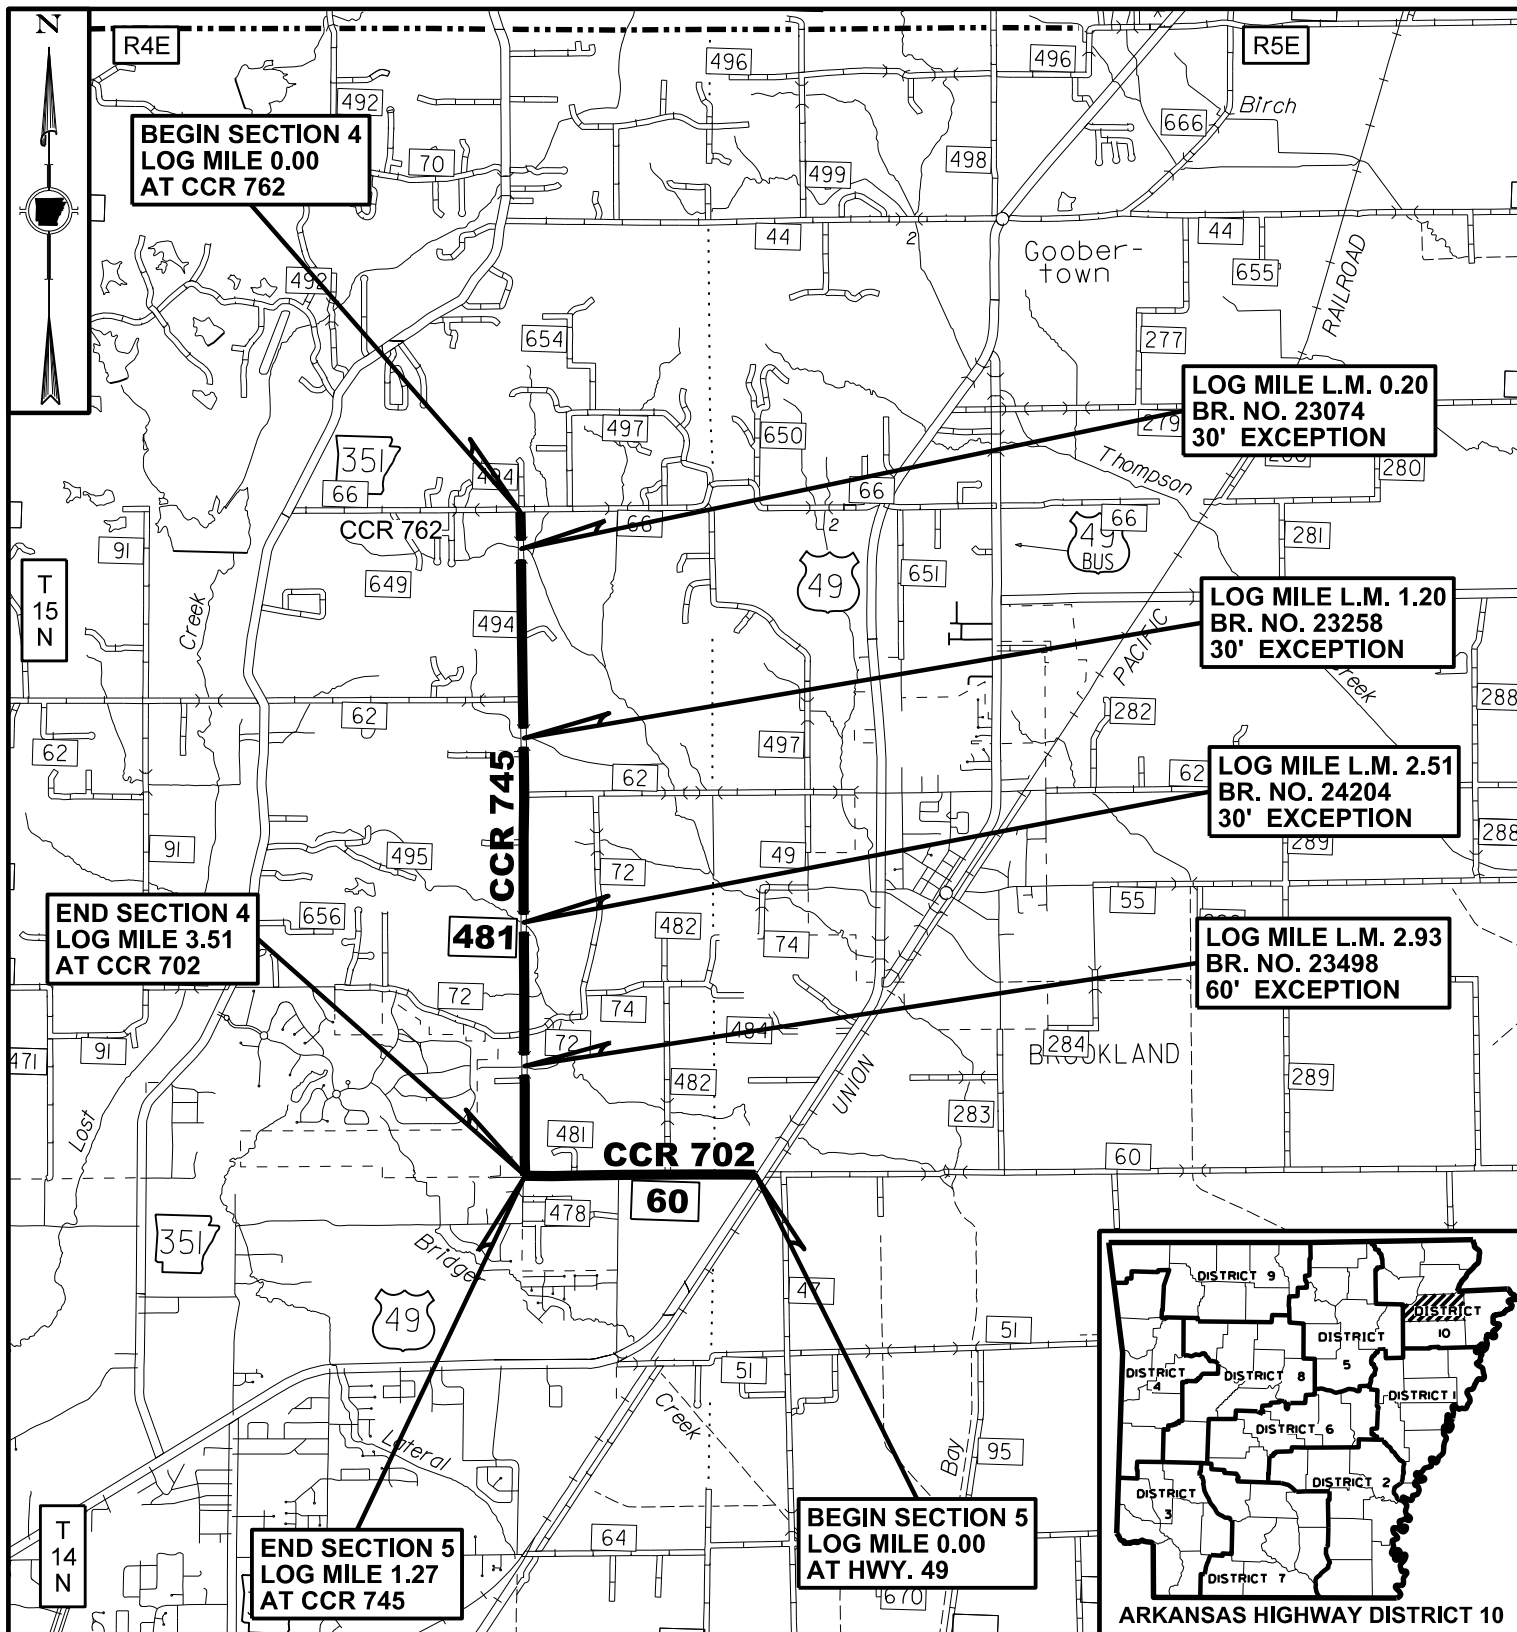 N
R4E
R5E
496
496
492
Birch
666
BEGIN SECTION 4
LOG MILE 0.00
AT CCR 762
70
499
498
44
2
44
Goober-
town
655
492
RAILROAD
654
277
LOG MILE L.M. 0.20
BR. NO. 23074
30' EXCEPTION
497
650
279
351
494
Thompson
280
66
66
CCR 762
66
2
66
49
BUS
281
91
T
15
N
649
49
651
Creek
494
LOG MILE L.M. 1.20
BR. NO. 23258
30' EXCEPTION
PACIFIC
reek
288
62
282
62
497
CCR 745
62
62
LOG MILE L.M. 2.51
BR. NO. 24204
30' EXCEPTION
91
495
72
49
289
288
END SECTION 4
LOG MILE 3.51
AT CCR 702
656
481
482
74
55
LOG MILE L.M. 2.93
BR. NO. 23498
60' EXCEPTION
72
74
471
91
72
484
284
BROOKLAND
482
UNION
289
283
Lost
481
CCR 702
60
60
351
478
Bridge
49
47
51
51
Creek
Lateral
Bay
95
T
14
N
END SECTION 5
LOG MILE 1.27
AT CCR 745
64
BEGIN SECTION 5
LOG MILE 0.00
AT HWY. 49
670
DISTRICT 9
DISTRICT
10
DISTRICT
5
DISTRICT
4
DISTRICT 8
DISTRICT 1
DISTRICT 6
DISTRICT 2
DISTRICT
3
DISTRICT 7
ARKANSAS HIGHWAY DISTRICT 10